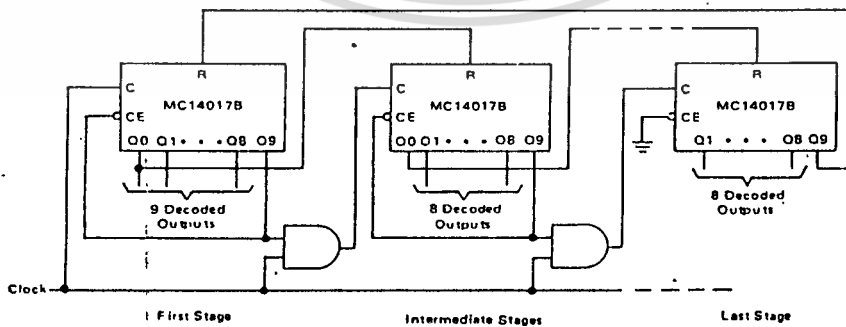 R
R
R
C
MC14017B
CE
Q0 Q1 • • • Q8 Q9
C
MC14017B
CE
Q0 Q1 • • • Q8 Q9
C
MC14017B
CE
Q1 • • • Q8 Q9
9 Decoded
Outputs
8 Decoded
Outputs
8 Decoded
Outputs
Clock
First Stage
Intermediate Stages
Last Stage